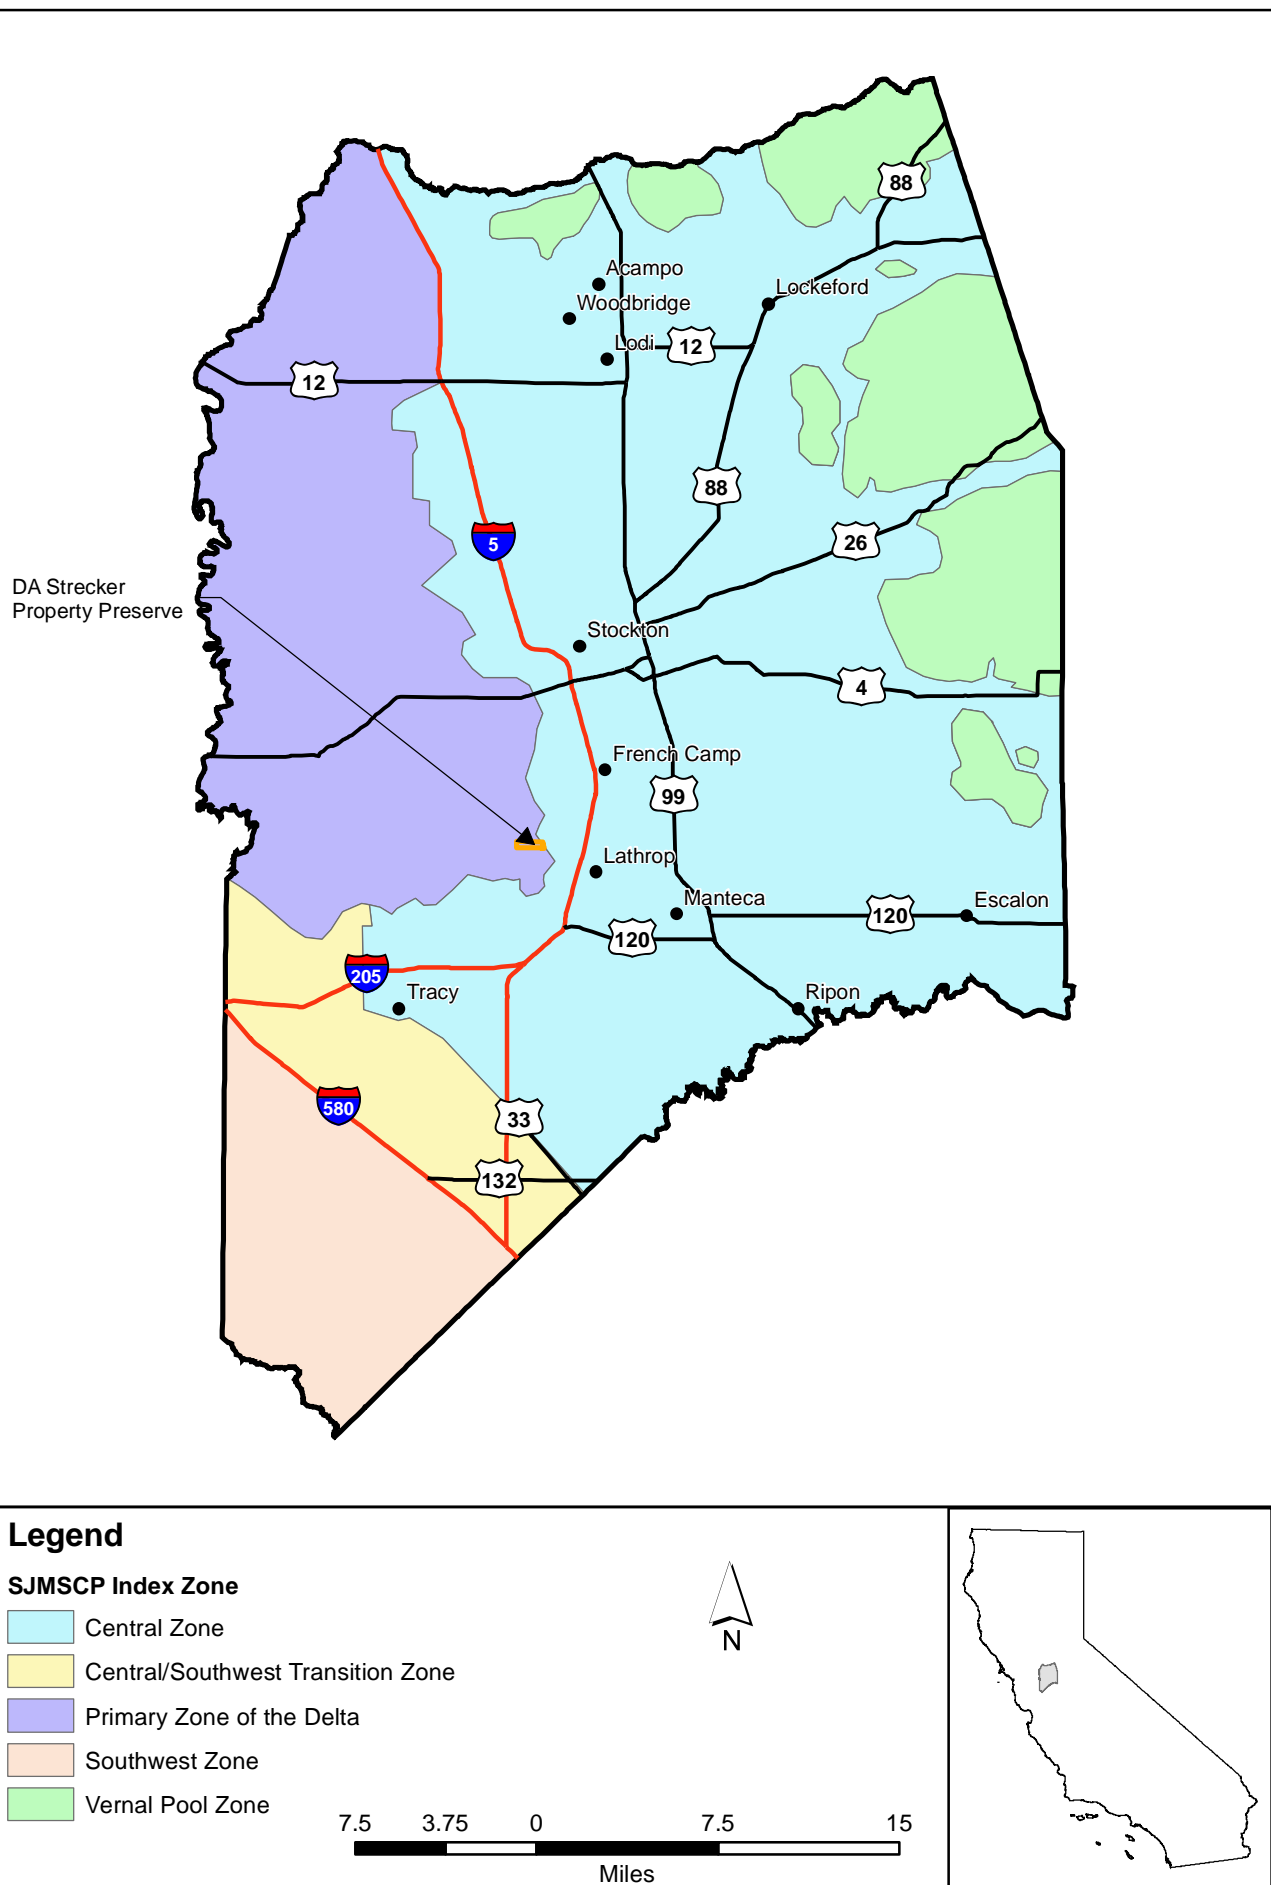 88
Acampo
Lockeford
Woodbridge
Lodi
12
12
88
5
26
DA Strecker
Property Preserve
Stockton
4
French Camp
99
Lathrop
Manteca
Escalon
120
120
205
Tracy
Ripon
580
33
132
Legend
SJMSCP Index Zone
Central Zone
Central/Southwest Transition Zone
Primary Zone of the Delta
Southwest Zone
Vernal Pool Zone
N
7.5 3.75 0 7.5 15
Miles